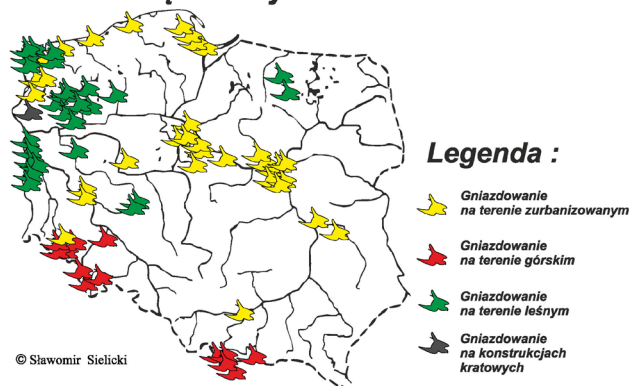 Legenda :
Gniazdowanie
na terenie zurbanizowanym
Gniazdowanie
na terenie górskim
Gniazdowanie
na terenie leśnym
Gniazdowanie
na konstrukcjach
kratowych
© Sławomir Sielicki